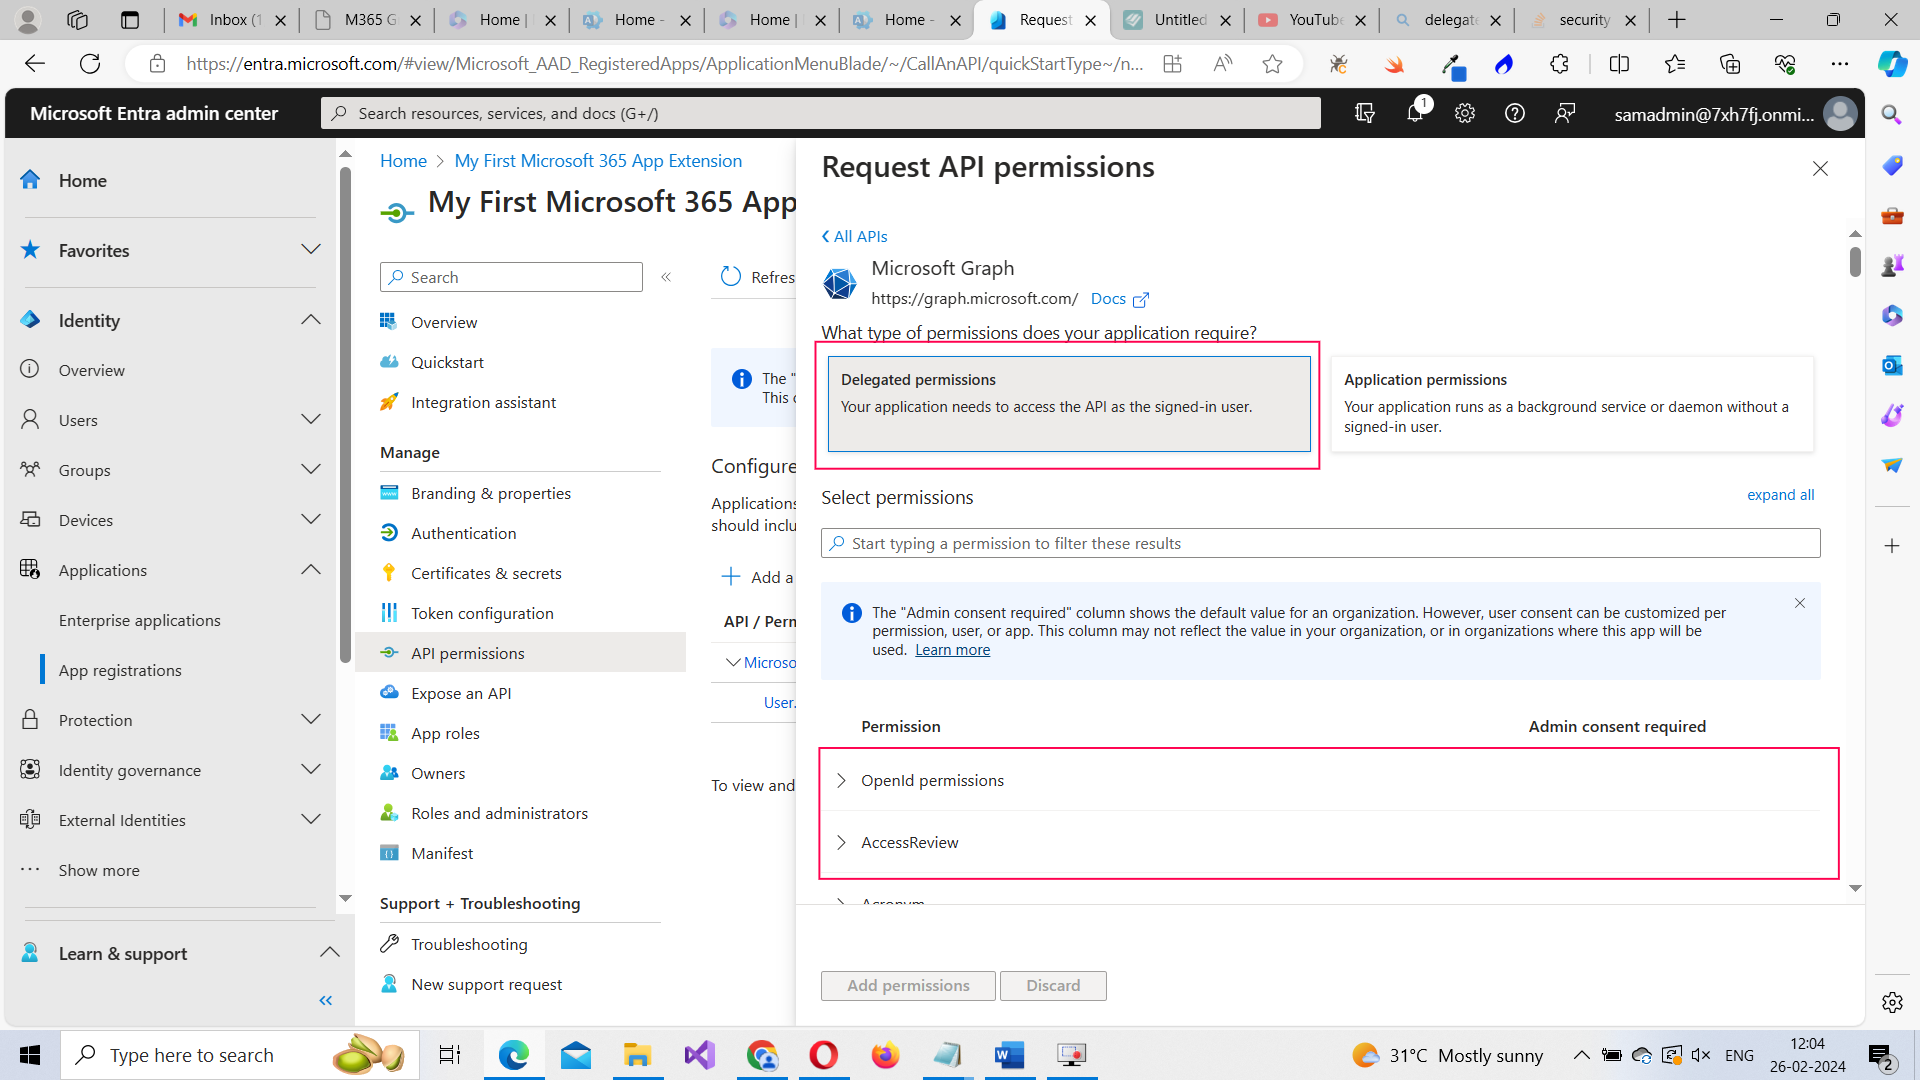 Inbox (1
M365 G
Home |
Home -
Home |
Home -
Request
Untitled
YouTube
delegat
security
https://entra.microsoft.com/#view/Microsoft_AAD_RegisteredApps/ApplicationMenuBlade/~/CallAnAPI/quickStartType~/n...
Microsoft Entra admin center
Search resources, services, and docs (G+/)
1
samadmin@7xh7fj.onmi...
Home
Favorites
Identity
Overview
Users
Groups
Devices
Applications
Enterprise applications
App registrations
Protection
Identity governance
External Identities
Show more
Learn & support
Home > My First Microsoft 365 App Extension
My First Microsoft 365 App
Search
Overview
Quickstart
Integration assistant
Manage
Branding & properties
Authentication
Certificates & secrets
Token configuration
API permissions
Expose an API
App roles
Owners
Roles and administrators
Manifest
Support + Troubleshooting
Troubleshooting
New support request
Refres
The "
This c
Configure
Applications
should inclu
Add a
API / Perm
Microso
User.
To view and
Request API permissions
All APIs
Microsoft Graph
https://graph.microsoft.com/ Docs
What type of permissions does your application require?
Delegated permissions
Your application needs to access the API as the signed-in user.
Application permissions
Your application runs as a background service or daemon without a
signed-in user.
Select permissions
expand all
Start typing a permission to filter these results
The "Admin consent required" column shows the default value for an organization. However, user consent can be customized per
permission, user, or app. This column may not reflect the value in your organization, or in organizations where this app will be
used. Learn more
Permission
Admin consent required
OpenId permissions
AccessReview
Acronym
Add permissions
Discard
Type here to search
31°C Mostly sunny
ENG
12:04
26-02-2024
2